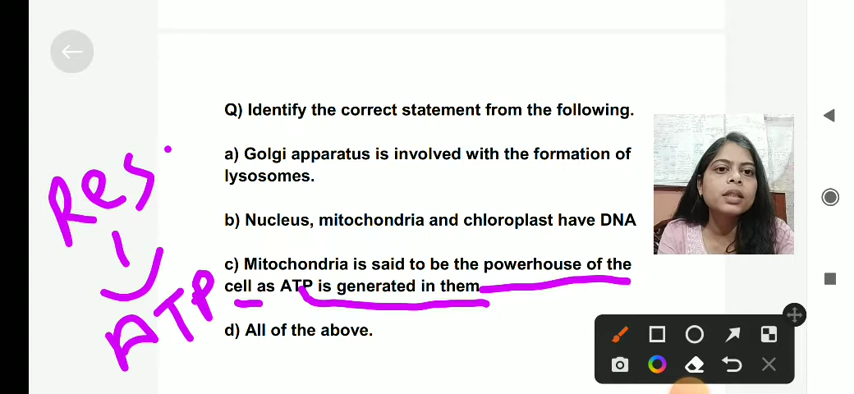 Q) Identify the correct statement from the following.
a) Golgi apparatus is involved with the formation of
lysosomes.
b) Nucleus, mitochondria and chloroplast have DNA
c) Mitochondria is said to be the powerhouse of the
cell as ATP is generated in them
d) All of the above.
Res.
ATP